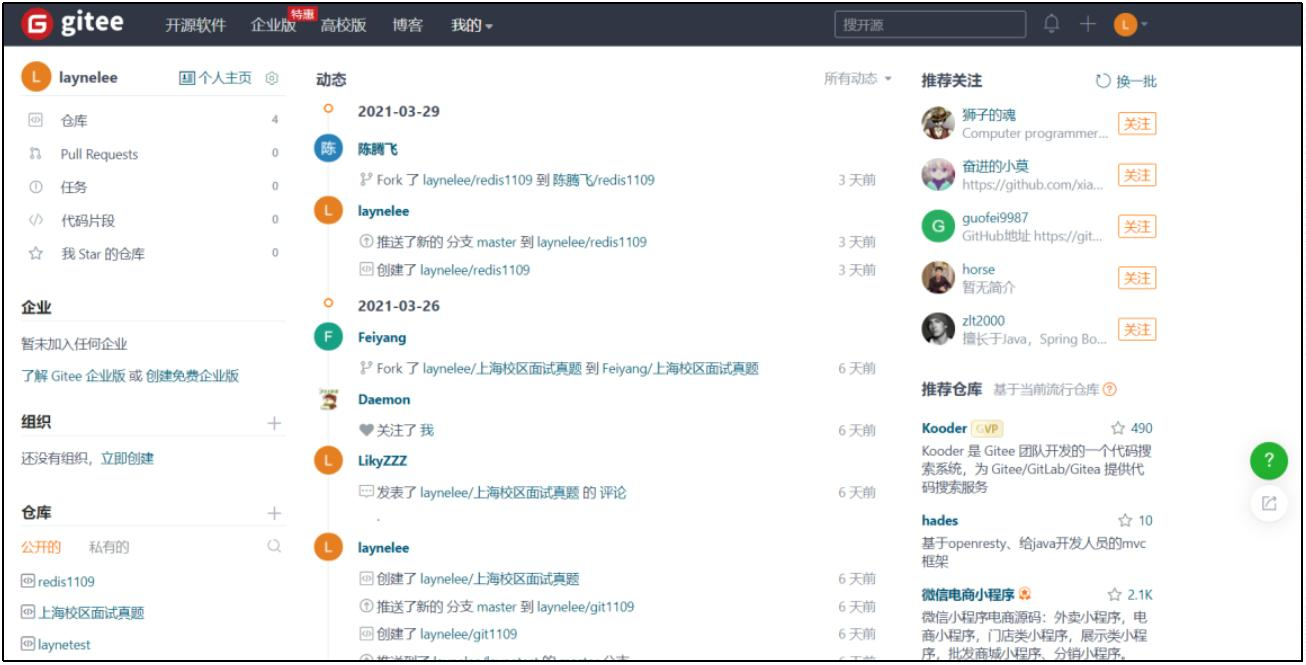 gitee
开源软件 企业版 特惠 高校版 博客 我的
搜开源
L
L laynelee 个人主页
仓库 4
Pull Requests 0
任务 0
代码片段 0
我 Star 的仓库 0
企业
暂未加入任何企业
了解 Gitee 企业版 或 创建免费企业版
组织
还没有组织，立即创建
仓库
公开的 私有的
redis1109
上海校区面试真题
laynetest
动态 所有动态
2021-03-29
陈 陈腾飞
Fork 了 laynelee/redis1109 到 陈腾飞/redis1109 3 天前
L laynelee
推送了新的 分支 master 到 laynelee/redis1109 3 天前
创建了 laynelee/redis1109 3 天前
2021-03-26
F Feiyang
Fork 了 laynelee/上海校区面试真题 到 Feiyang/上海校区面试真题 6 天前
Daemon
关注了 我 6 天前
L LikyZZZ
发表了 laynelee/上海校区面试真题 的 评论 6 天前
.
L laynelee
创建了 laynelee/上海校区面试真题 6 天前
推送了新的 分支 master 到 laynelee/git1109 6 天前
创建了 laynelee/git1109 6 天前
推荐关注 换一批
狮子的魂 关注
Computer programmer...
奋进的小莫 关注
https://github.com/xia...
G guofei9987 关注
GitHub地址 https://git...
horse 关注
暂无简介
zlt2000 关注
擅长于Java，Spring Bo...
推荐仓库 基于当前流行仓库
Kooder GVP 490
Kooder 是 Gitee 团队开发的一个代码搜
索系统，为 Gitee/GitLab/Gitea 提供代
码搜索服务
hades 10
基于openresty、给java开发人员的mvc
框架
微信电商小程序 2.1K
微信小程序电商源码：外卖小程序，电
商小程序，门店类小程序，展示类小程
序，批发商城小程序、分销小程序。
?